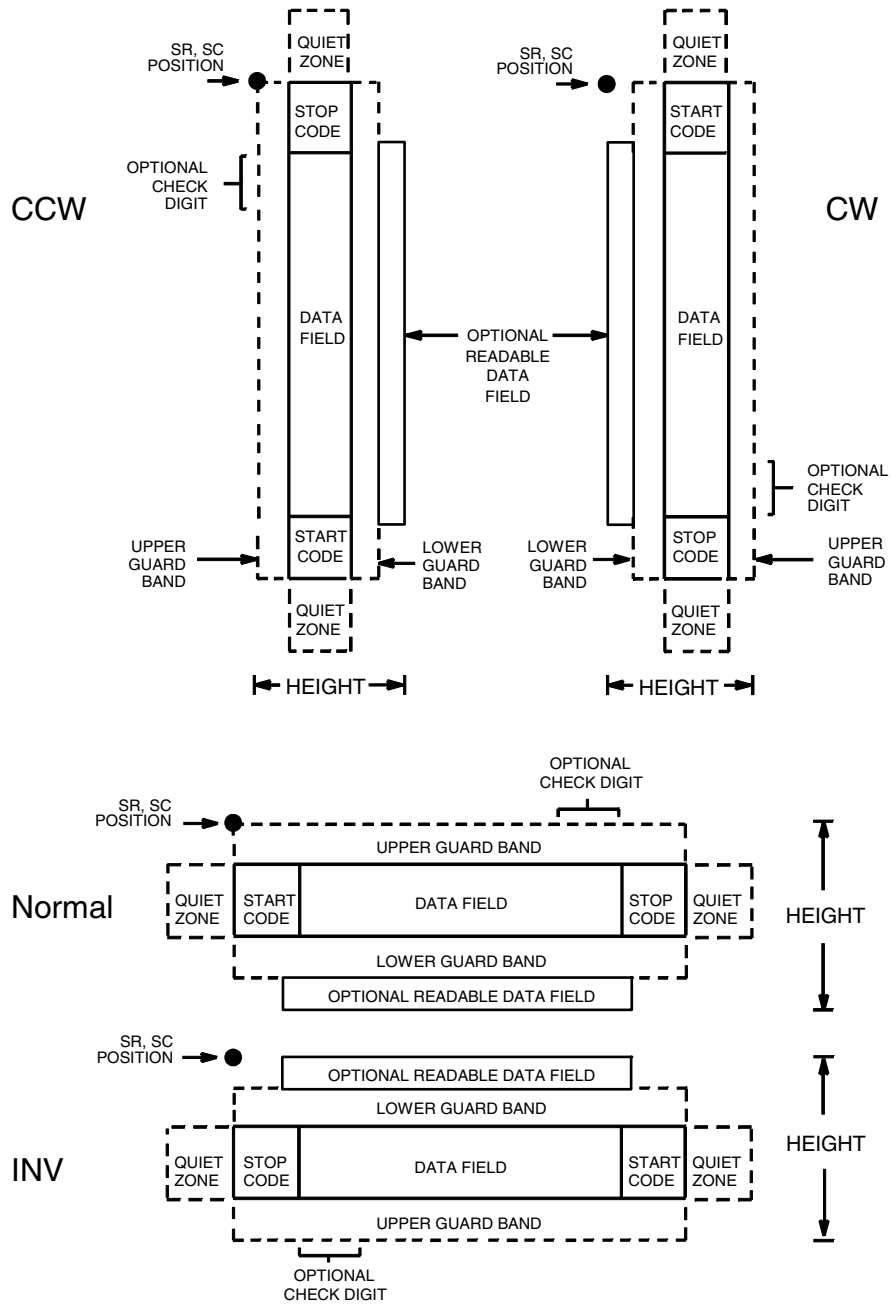 QUIET
ZONE
SR, SC
POSITION
STOP
CODE
OPTIONAL
CHECK
DIGIT
CCW
DATA
FIELD
START
CODE
UPPER
GUARD
BAND
LOWER
GUARD
BAND
QUIET
ZONE
HEIGHT
OPTIONAL
READABLE
DATA
FIELD
QUIET
ZONE
SR, SC
POSITION
START
CODE
CW
DATA
FIELD
OPTIONAL
CHECK
DIGIT
STOP
CODE
LOWER
GUARD
BAND
UPPER
GUARD
BAND
QUIET
ZONE
HEIGHT
OPTIONAL
CHECK DIGIT
SR, SC
POSITION
UPPER GUARD BAND
Normal
QUIET
ZONE
START
CODE
DATA FIELD
STOP
CODE
QUIET
ZONE
HEIGHT
LOWER GUARD BAND
OPTIONAL READABLE DATA FIELD
SR, SC
POSITION
OPTIONAL READABLE DATA FIELD
LOWER GUARD BAND
HEIGHT
INV
QUIET
ZONE
STOP
CODE
DATA FIELD
START
CODE
QUIET
ZONE
UPPER GUARD BAND
OPTIONAL
CHECK DIGIT